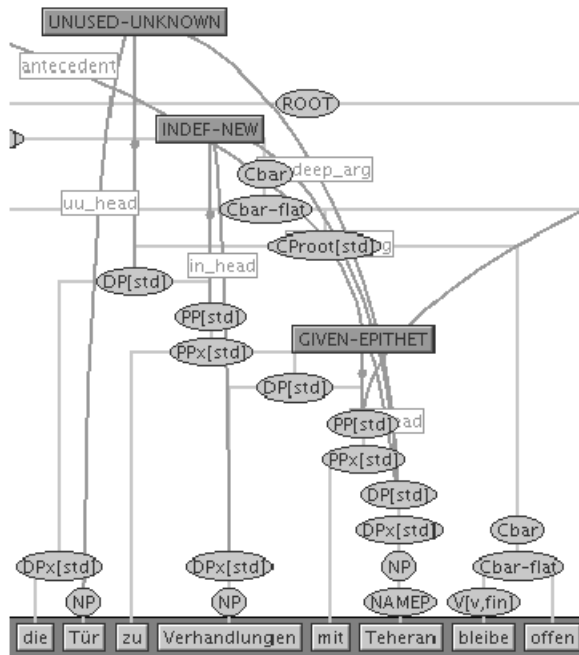 UNUSED-UNKNOWN
antecedent
ROOT
INDEF-NEW
Cbar
deep_arg
uu_head
Cbar-flat
CProot[std]
in_head
DP[std]
PP[std]
GIVEN-EPITHET
PPx[std]
DP[std]
PP[std]
PPx[std]
DP[std]
DPx[std]
Cbar
DPx[std]
DPx[std]
NP
Cbar-flat
NP
NP
NAMEP
V[v,fin]
die Tür zu Verhandlungen mit Teheran bleibe offen